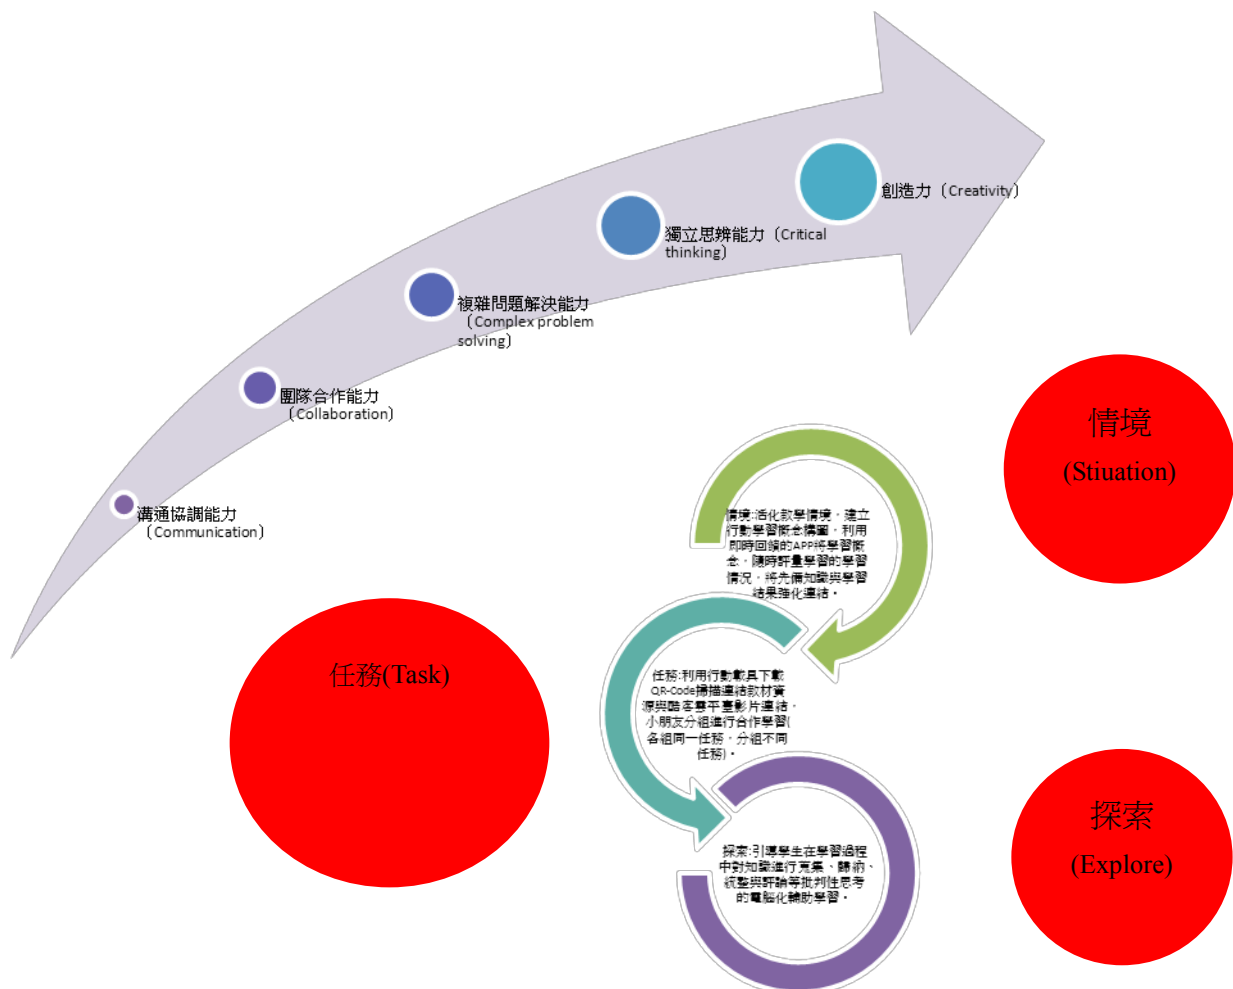 創造力〔Creativity〕
獨立思辨能力〔Critical
thinking〕
複雜問題解決能力
〔Complex problem
solving〕
團隊合作能力
〔Collaboration〕
溝通協調能力
〔Communication〕
情境
(Stiuation)
情境:活化教學情境，建立
行動學習概念構圖，利用
即時回饋的APP將學習概
念，隨時評量學習的學習
情況，將先備知識與學習
結果強化連結。
任務(Task)
任務:利用行動載具下載
QR-Code掃描連結教材資
源與酷客雲平臺影片連結，
小朋友分組進行合作學習(
各組同一任務，分組不同
任務)。
探索
(Explore)
探索:引導學生在學習過程
中對知識進行蒐集、歸納、
統整與評論等批判性思考
的電腦化輔助學習。